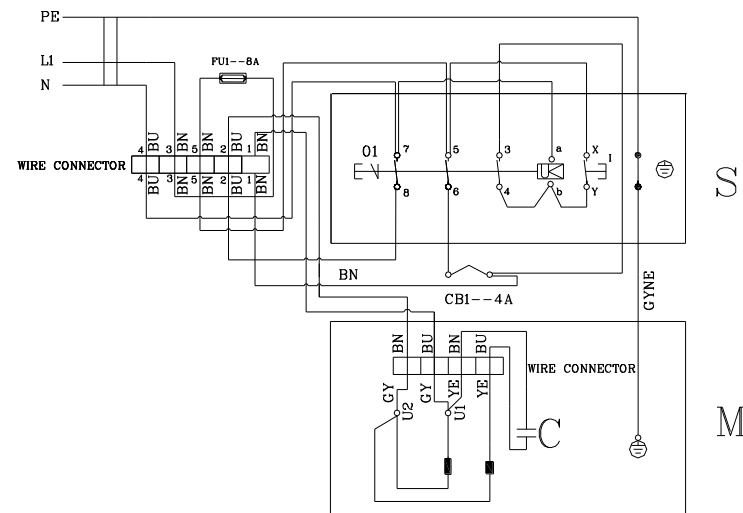 PE
L1
FU1--8A
N
4 3 5 2 1
BU BN BN BU BN
WIRE CONNECTOR
4 3 5 2 1
BU BN BN BU BN
01
7 5 3 a X
I
U<
8 6 4 b Y
S
BN
CB1--4A
GYNE
BN BU BN BU
WIRE CONNECTOR
GY GY YE YE
U2 U1
C
M